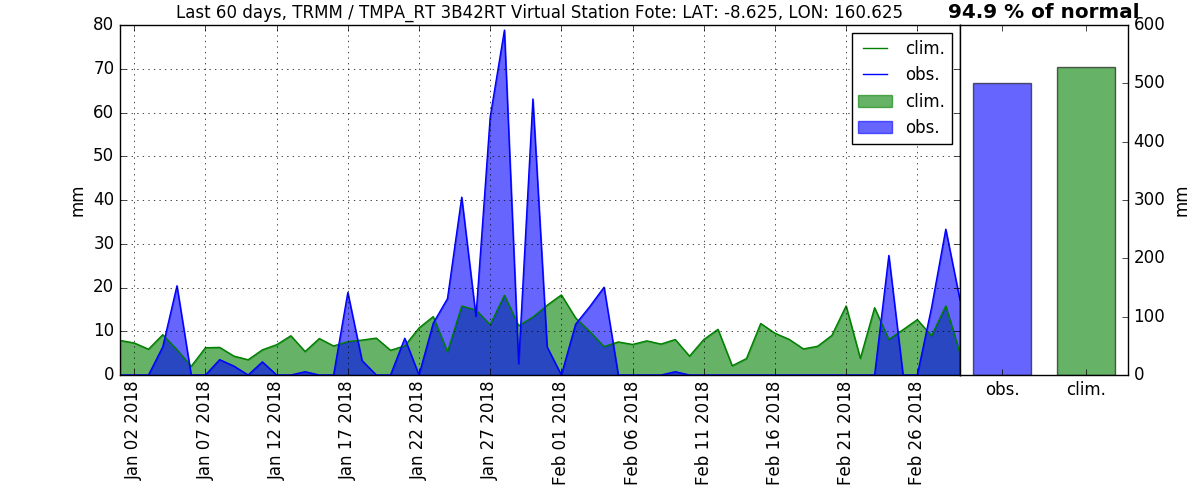 Last 60 days, TRMM / TMPA_RT 3B42RT Virtual Station Fote: LAT: -8.625, LON: 160.625
94.9 % of normal
80
70
60
50
40
30
20
10
0
mm
clim.
obs.
clim.
obs.
600
500
400
300
200
100
0
mm
obs.
clim.
Jan 02 2018
Jan 07 2018
Jan 12 2018
Jan 17 2018
Jan 22 2018
Jan 27 2018
Feb 01 2018
Feb 06 2018
Feb 11 2018
Feb 16 2018
Feb 21 2018
Feb 26 2018